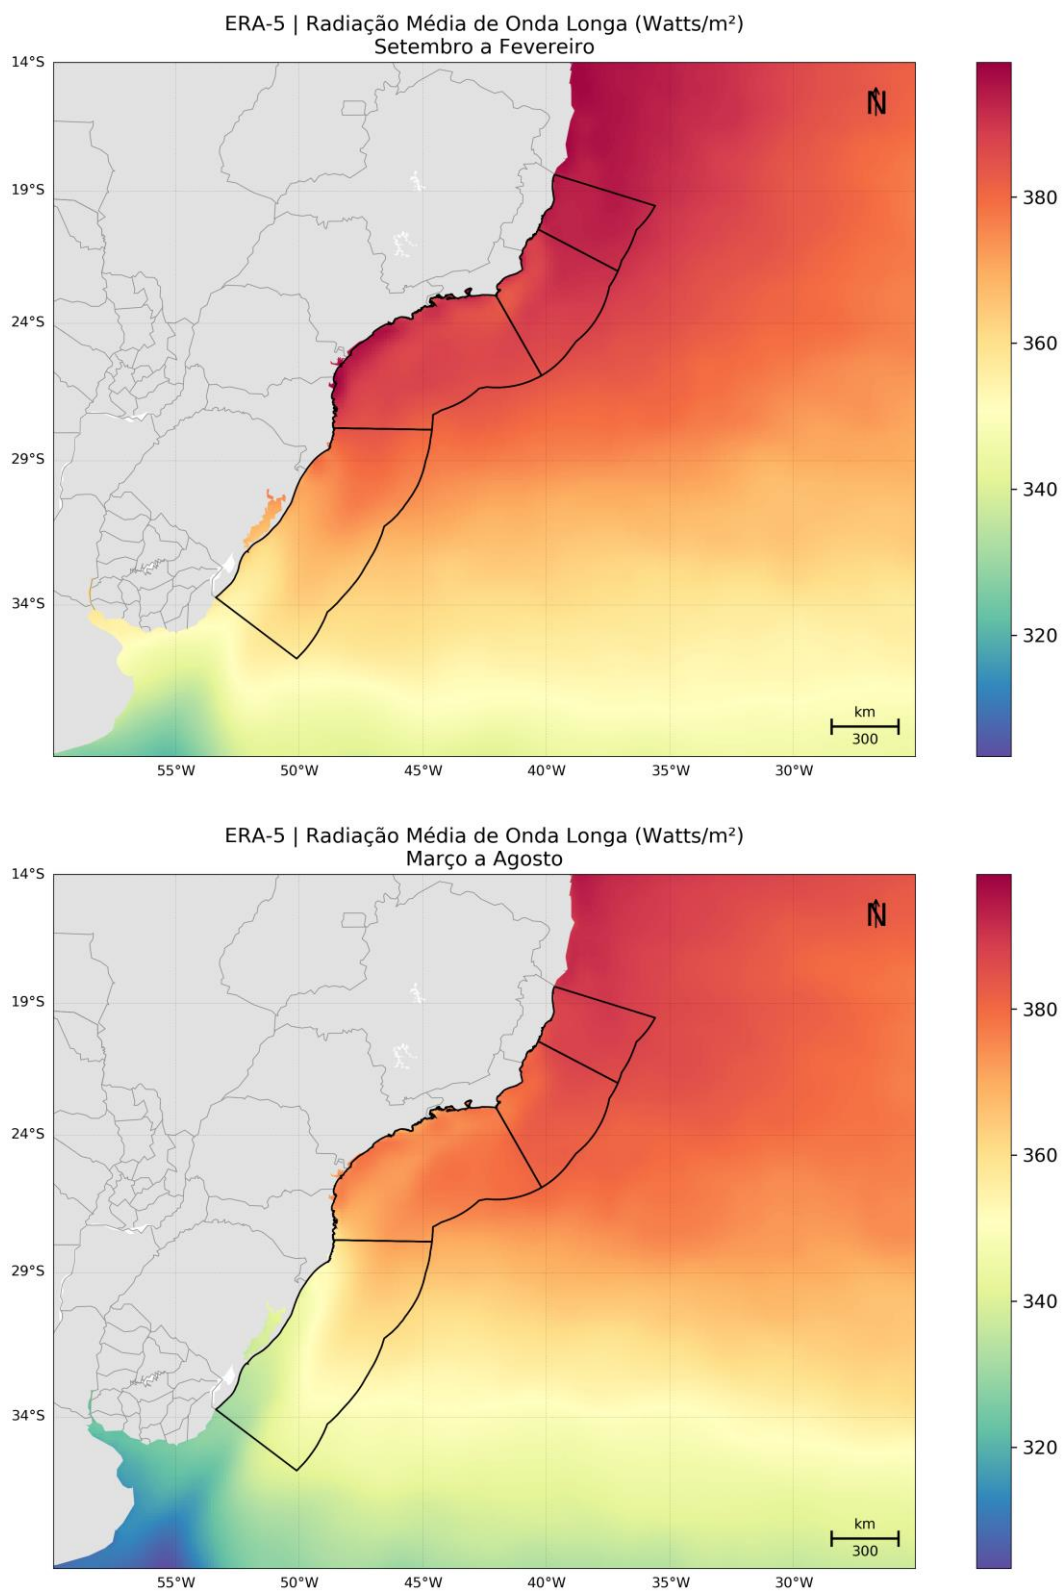 ERA-5 | Radiação Média de Onda Longa (Watts/m²)
Setembro a Fevereiro
14°S
19°S
24°S
29°S
34°S
N
km
300
55°W
50°W
45°W
40°W
35°W
30°W
380
360
340
320
ERA-5 | Radiação Média de Onda Longa (Watts/m²)
Março a Agosto
14°S
19°S
24°S
29°S
34°S
N
km
300
55°W
50°W
45°W
40°W
35°W
30°W
380
360
340
320